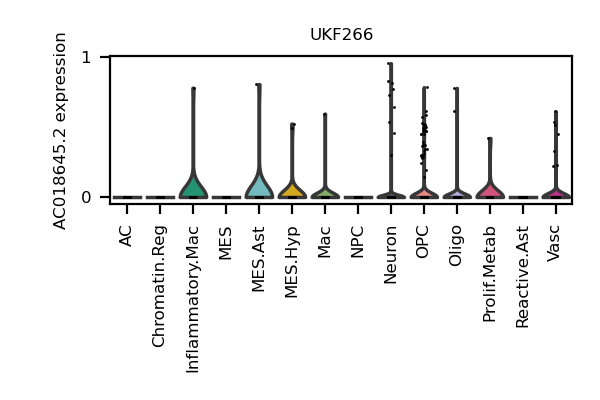 UKF266
AC018645.2 expression
1
0
AC
Chromatin.Reg
Inflammatory.Mac
MES
MES.Ast
MES.Hyp
Mac
NPC
Neuron
OPC
Oligo
Prolif.Metab
Reactive.Ast
Vasc